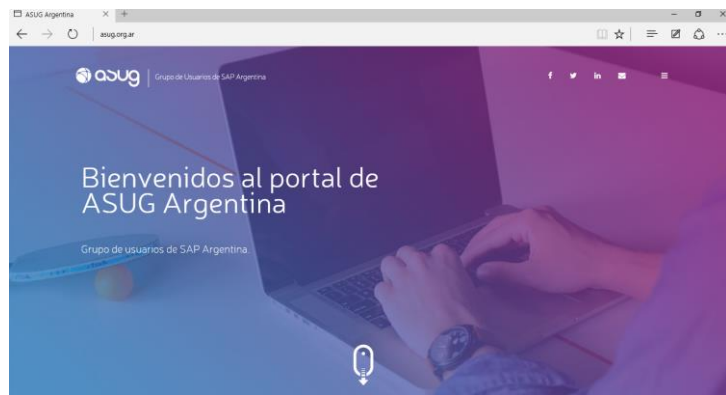 ASUG Argentina
asug.org.ar
asug
Grupo de Usuarios de SAP Argentina
Bienvenidos al portal de
ASUG Argentina
Grupo de usuarios de SAP Argentina.